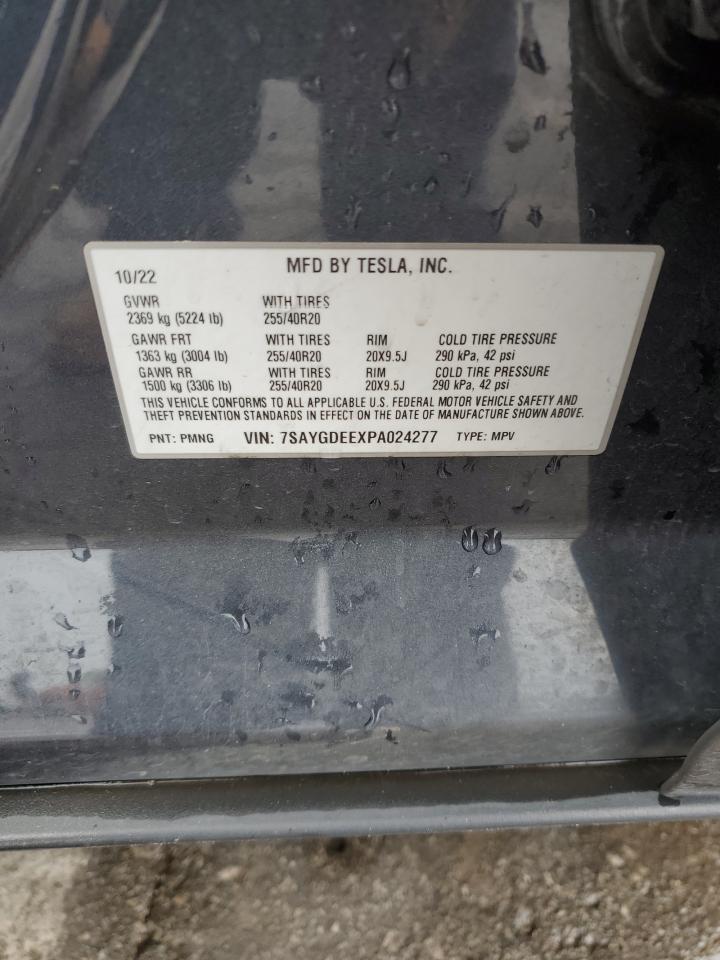 MFD BY TESLA, INC.
10/22
GVWR WITH TIRES
2369 kg (5224 lb) 255/40R20
GAWR FRT WITH TIRES RIM COLD TIRE PRESSURE
1363 kg (3004 lb) 255/40R20 20X9.5J 290 kPa, 42 psi
GAWR RR WITH TIRES RIM COLD TIRE PRESSURE
1500 kg (3306 lb) 255/40R20 20X9.5J 290 kPa, 42 psi
THIS VEHICLE CONFORMS TO ALL APPLICABLE U.S. FEDERAL MOTOR VEHICLE SAFETY AND
THEFT PREVENTION STANDARDS IN EFFECT ON THE DATE OF MANUFACTURE SHOWN ABOVE.
PNT: PMNG VIN: 7SAYGDEEXPA024277 TYPE: MPV